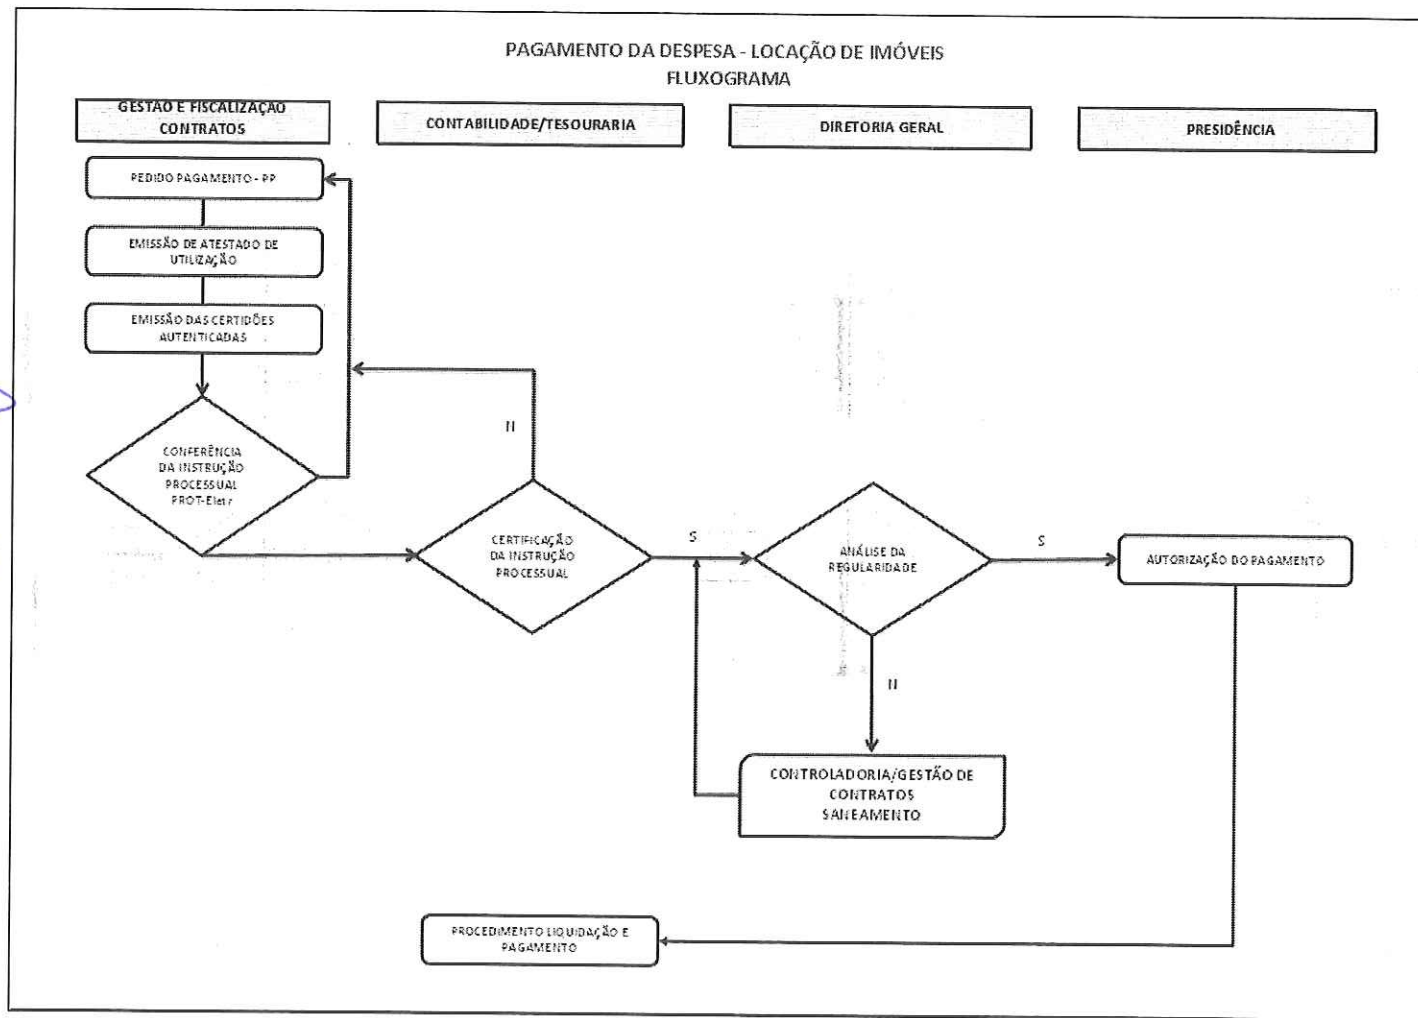 PAGAMENTO DA DESPESA - LOCAÇÃO DE IMÓVEIS
FLUXOGRAMA
GESTÃO E FISCALIZAÇÃO
CONTRATOS
CONTABILIDADE/TESOURARIA
DIRETORIA GERAL
PRESIDÊNCIA
PEDIDO PAGAMENTO - PP
EMISSÃO DE ATESTADO DE
UTILIZAÇÃO
EMISSÃO DAS CERTIDÕES
AUTENTICADAS
CONFERÊNCIA
DA INSTRUÇÃO
PROCESSUAL
PROT-Eletr
N
CERTIFICAÇÃO
DA INSTRUÇÃO
PROCESSUAL
S
ANÁLISE DA
REGULARIDADE
S
AUTORIZAÇÃO DO PAGAMENTO
N
CONTROLADORIA/GESTÃO DE
CONTRATOS
SANEAMENTO
PROCEDIMENTO LIQUIDAÇÃO E
PAGAMENTO